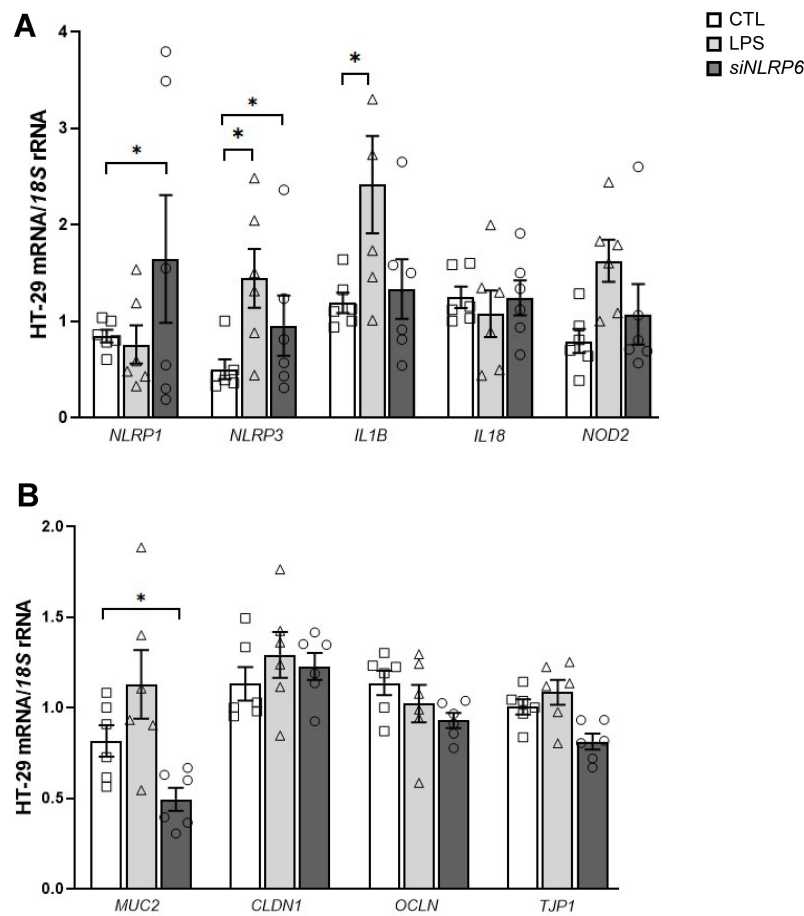 A
CTL
LPS
siNLRP6
HT-29 mRNA/18S rRNA
4
3
2
1
0
*
*
*
*
NLRP1
NLRP3
IL1B
IL18
NOD2
B
HT-29 mRNA/18S rRNA
2.0
1.5
1.0
0.5
0.0
*
MUC2
CLDN1
OCLN
TJP1